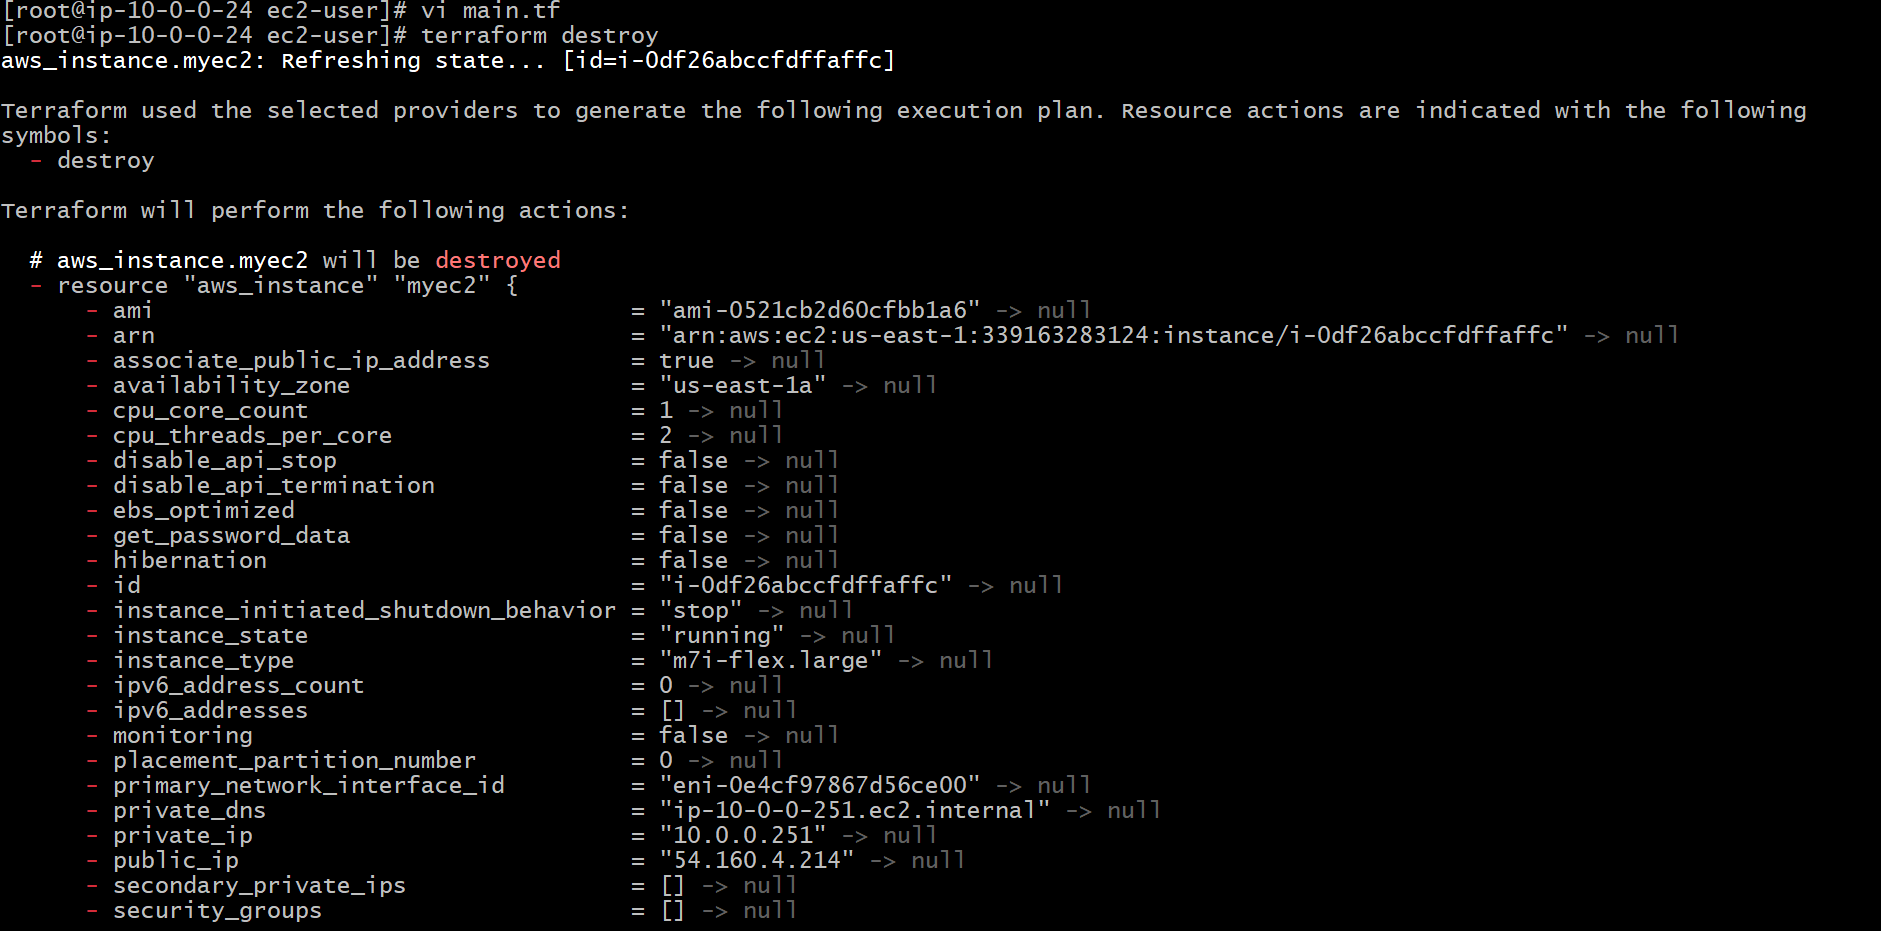 [root@ip-10-0-0-24 ec2-user]# vi main.tf
[root@ip-10-0-0-24 ec2-user]# terraform destroy
aws_instance.myec2: Refreshing state... [id=i-0df26abccfdffaffc]
Terraform used the selected providers to generate the following execution plan. Resource actions are indicated with the following
symbols:
  - destroy
Terraform will perform the following actions:
  # aws_instance.myec2 will be destroyed
  - resource "aws_instance" "myec2" {
      - ami                                  = "ami-0521cb2d60cfbb1a6" -> null
      - arn                                  = "arn:aws:ec2:us-east-1:339163283124:instance/i-0df26abccfdffaffc" -> null
      - associate_public_ip_address          = true -> null
      - availability_zone                    = "us-east-1a" -> null
      - cpu_core_count                       = 1 -> null
      - cpu_threads_per_core                 = 2 -> null
      - disable_api_stop                     = false -> null
      - disable_api_termination              = false -> null
      - ebs_optimized                        = false -> null
      - get_password_data                    = false -> null
      - hibernation                          = false -> null
      - id                                   = "i-0df26abccfdffaffc" -> null
      - instance_initiated_shutdown_behavior = "stop" -> null
      - instance_state                       = "running" -> null
      - instance_type                        = "m7i-flex.large" -> null
      - ipv6_address_count                   = 0 -> null
      - ipv6_addresses                       = [] -> null
      - monitoring                           = false -> null
      - placement_partition_number           = 0 -> null
      - primary_network_interface_id         = "eni-0e4cf97867d56ce00" -> null
      - private_dns                          = "ip-10-0-0-251.ec2.internal" -> null
      - private_ip                           = "10.0.0.251" -> null
      - public_ip                            = "54.160.4.214" -> null
      - secondary_private_ips                = [] -> null
      - security_groups                      = [] -> null